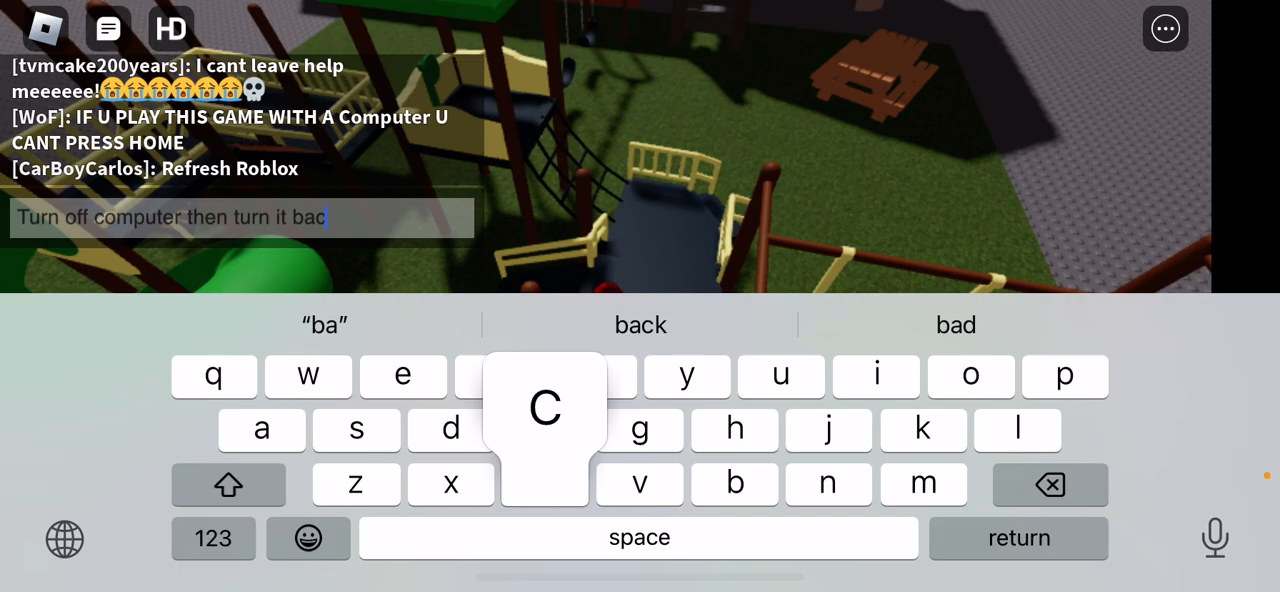 HD
[tvmcake200years]: I cant leave help
meeeeee!😭😭😭😭😭😭💀
[WoF]: IF U PLAY THIS GAME WITH A Computer U
CANT PRESS HOME
[CarBoyCarlos]: Refresh Roblox
Turn off computer then turn it bac
“ba” back bad
q w e y u i o p
a s d C g h j k l
z x v b n m
123 space return